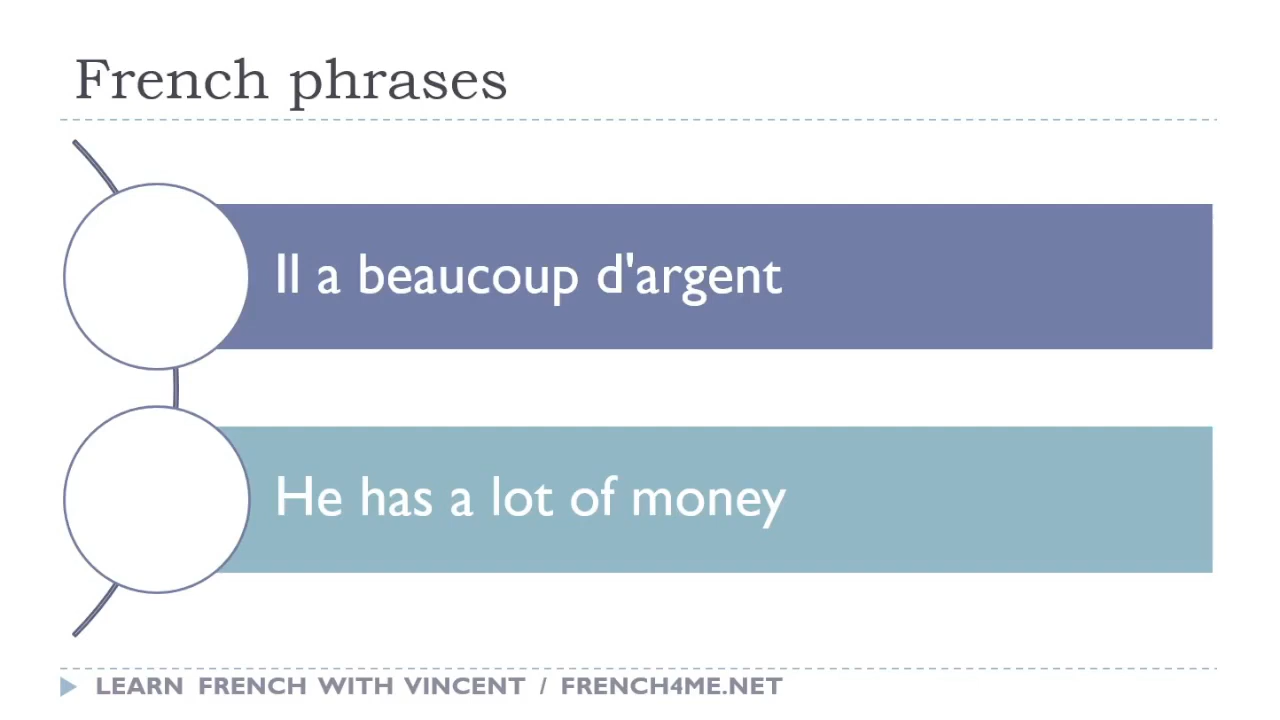 French phrases
Il a beaucoup d'argent
He has a lot of money
LEARN FRENCH WITH VINCENT / FRENCH4ME.NET